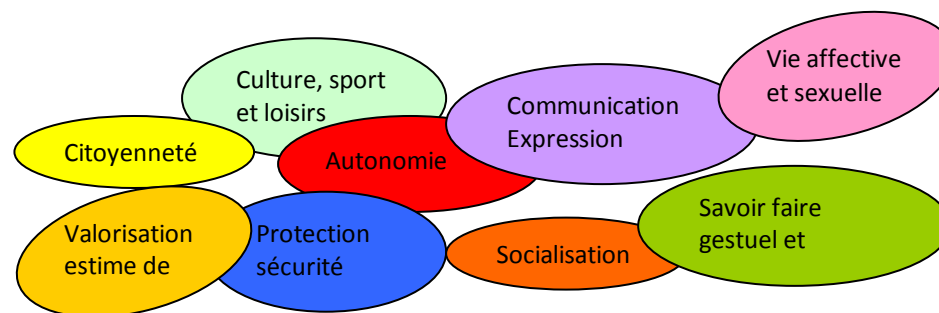 Vie affective
et sexuelle
Culture, sport
et loisirs
Communication
Expression
Citoyenneté
Autonomie
Savoir faire
gestuel et
Valorisation
estime de
Protection
sécurité
Socialisation